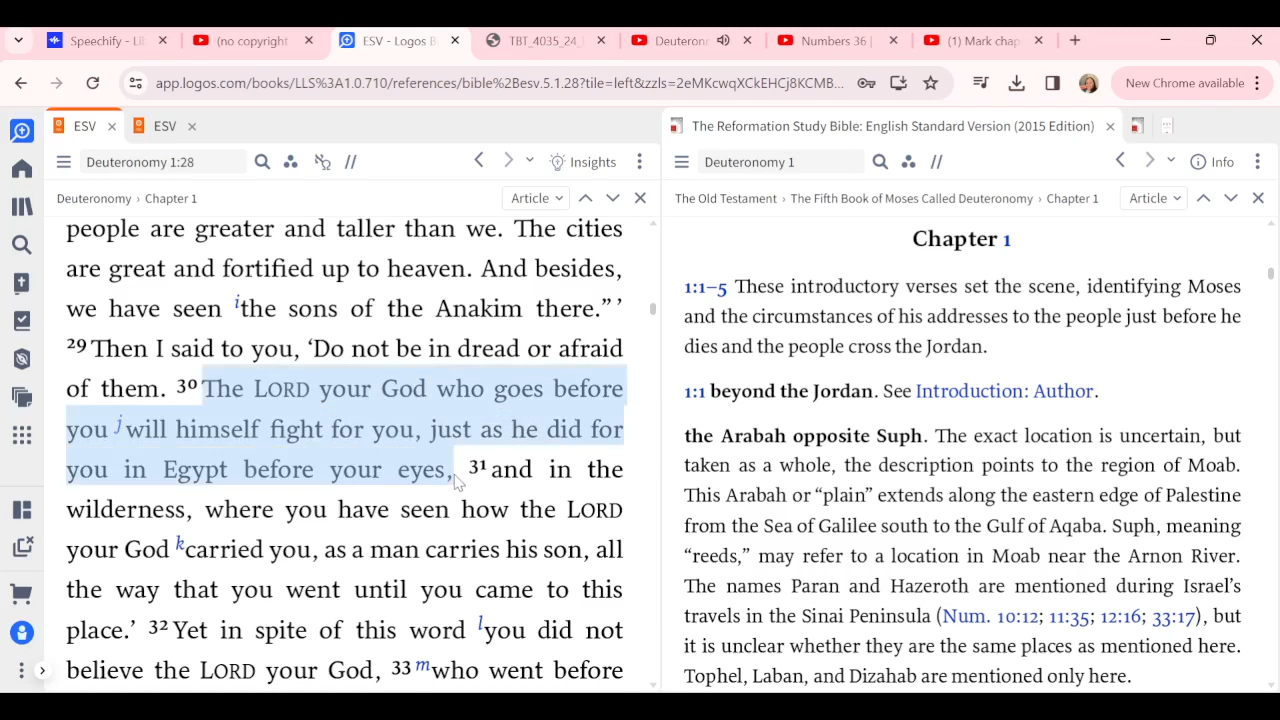 Speechify - Li
(no copyright
ESV - Logos B
TBT_4035_24_
Deuteron
Numbers 36 |
(1) Mark chap
app.logos.com/books/LLS%3A1.0.710/references/bible%2Besv.5.1.28?tile=left&zzls=2eMKcwqXCkEHCj8KCMB...
New Chrome available
ESV
ESV
Deuteronomy 1:28
Insights
Deuteronomy › Chapter 1
Article
people are greater and taller than we. The cities
are great and fortified up to heaven. And besides,
we have seen i the sons of the Anakim there.” ’
29 Then I said to you, ‘Do not be in dread or afraid
of them. 30 The LORD your God who goes before
you j will himself fight for you, just as he did for
you in Egypt before your eyes, 31 and in the
wilderness, where you have seen how the LORD
your God k carried you, as a man carries his son, all
the way that you went until you came to this
place.’ 32 Yet in spite of this word l you did not
believe the LORD your God, 33 m who went before
The Reformation Study Bible: English Standard Version (2015 Edition)
Deuteronomy 1
Info
The Old Testament › The Fifth Book of Moses Called Deuteronomy › Chapter 1
Article
Chapter 1
1:1–5 These introductory verses set the scene, identifying Moses
and the circumstances of his addresses to the people just before he
dies and the people cross the Jordan.
1:1 beyond the Jordan. See Introduction: Author.
the Arabah opposite Suph. The exact location is uncertain, but
taken as a whole, the description points to the region of Moab.
This Arabah or “plain” extends along the eastern edge of Palestine
from the Sea of Galilee south to the Gulf of Aqaba. Suph, meaning
“reeds,” may refer to a location in Moab near the Arnon River.
The names Paran and Hazeroth are mentioned during Israel’s
travels in the Sinai Peninsula (Num. 10:12; 11:35; 12:16; 33:17), but
it is unclear whether they are the same places as mentioned here.
Tophel, Laban, and Dizahab are mentioned only here.